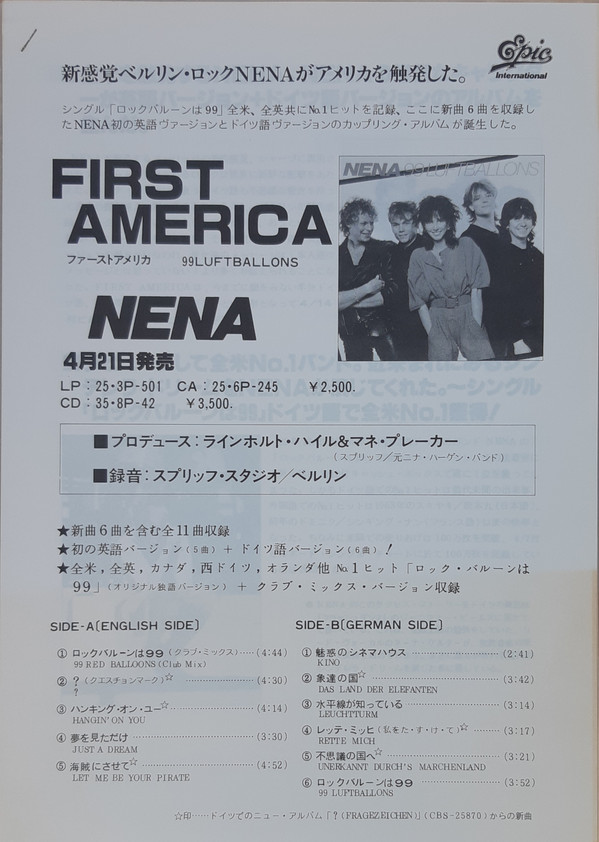 Epic
International
新感覚ベルリン・ロックNENAがアメリカを触発した。
シングル「ロックバルーンは99」全米、全英共にNo.1ヒットを記録、ここに新曲6曲を収録し
たNENA初の英語ヴァージョンとドイツ語ヴァージョンのカップリング・アルバムが誕生した。
FIRST
AMERICA
ファーストアメリカ 99LUFTBALLONS
NENA 99 LUFTBALLONS
NENA
4月21日発売
LP：25・3P-501 CA：25・6P-245 ￥2,500.
CD：35・8P-42 ￥3,500.
■プロデュース：ラインホルト・ハイル&マネ・プレーカー
（スプリッフ／元ニナ・ハーゲン・バンド）
■録音：スプリッフ・スタジオ／ベルリン
★新曲6曲を含む全11曲収録
★初の英語バージョン（5曲）＋ドイツ語バージョン（6曲）！
★全米，全英，カナダ，西ドイツ，オランダ他 No.1ヒット「ロック・バルーンは
99」（オリジナル独語バージョン）＋クラブ・ミックス・バージョン収録
SIDE-A〔ENGLISH SIDE〕
① ロックバルーンは99（クラブ・ミックス）……（4:44）
99 RED BALLOONS（Club Mix）
② ？（クエスチョンマーク）☆……（4:30）
?
③ ハンキング・オン・ユー☆……（4:14）
HANGIN' ON YOU
④ 夢を見ただけ……（3:30）
JUST A DREAM
⑤ 海賊にさせて☆……（4:52）
LET ME BE YOUR PIRATE
SIDE-B〔GERMAN SIDE〕
① 魅惑のシネマハウス……（2:41）
KINO
② 象達の国☆……（3:42）
DAS LAND DER ELEFANTEN
③ 水平線が知っている……（3:14）
LEUCHTTURM
④ レッテ・ミッヒ（私をた・す・け・て）☆……（3:17）
RETTE MICH
⑤ 不思議の国へ☆……（3:21）
UNERKANNT DURCH'S MARCHENLAND
⑥ ロックバルーンは99……（3:52）
99 LUFTBALLONS
☆印……ドイツでのニュー・アルバム「？（FRAGEZEICHEN）」（CBS-25870）からの新曲